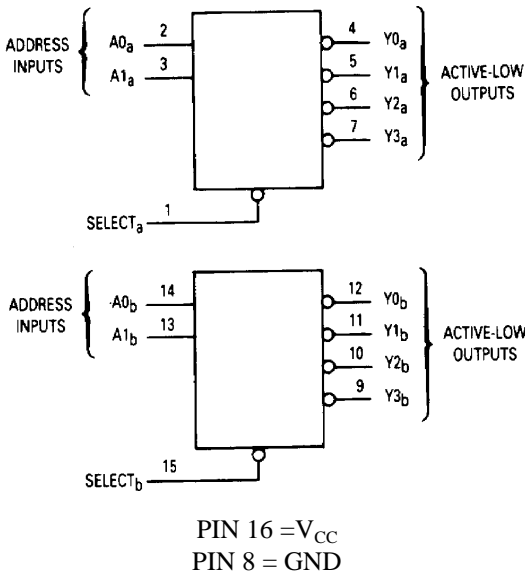 ADDRESS
INPUTS
A0a 2
A1a 3
4 Y0a
5 Y1a
6 Y2a
7 Y3a
ACTIVE-LOW
OUTPUTS
SELECTa 1
ADDRESS
INPUTS
A0b 14
A1b 13
12 Y0b
11 Y1b
10 Y2b
9 Y3b
ACTIVE-LOW
OUTPUTS
SELECTb 15
PIN 16 =VCC
PIN 8 = GND